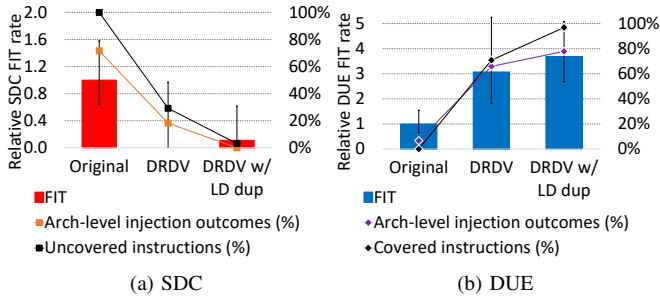 Relative SDC FIT rate
2.0
1.6
1.2
0.8
0.4
0.0
100%
80%
60%
40%
20%
0%
Original DRDV DRDV w/
LD dup
FIT
Arch-level injection outcomes (%)
Uncovered instructions (%)
(a) SDC
Relative DUE FIT rate
5
4
3
2
1
0
100%
80%
60%
40%
20%
0%
Original DRDV DRDV w/
LD dup
FIT
Arch-level injection outcomes (%)
Covered instructions (%)
(b) DUE